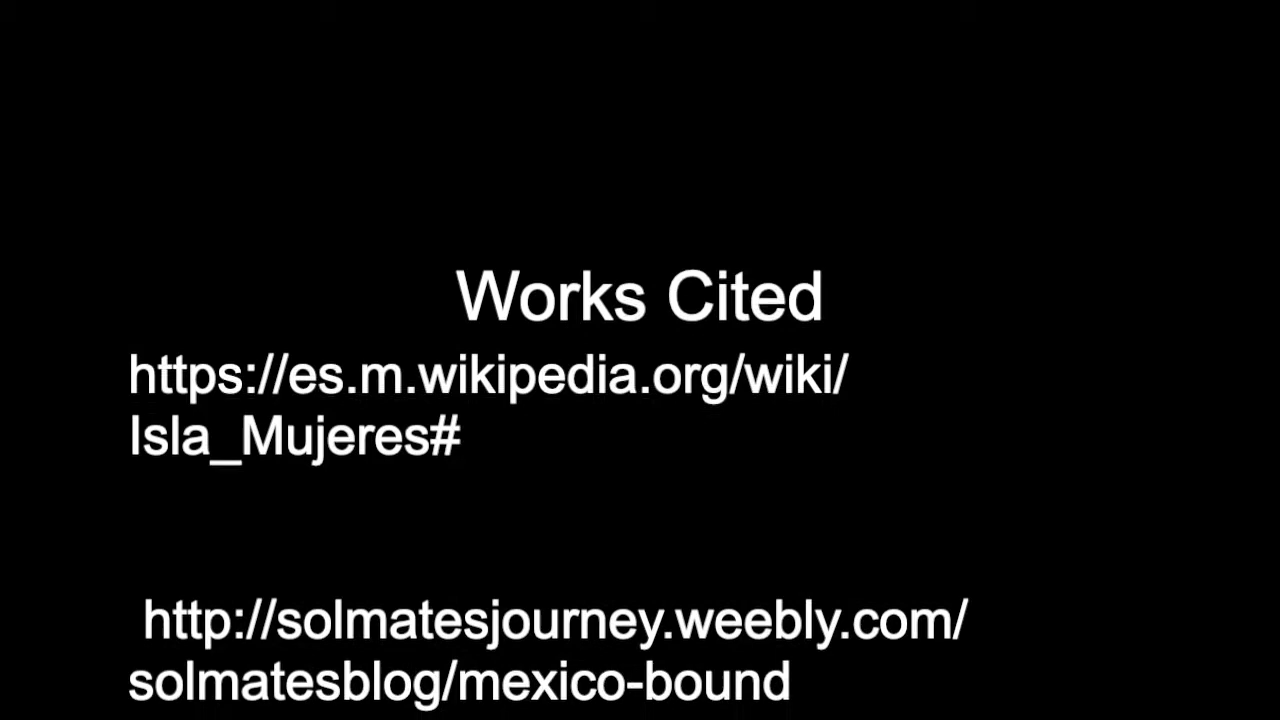 Works Cited
https://es.m.wikipedia.org/wiki/
Isla_Mujeres#
http://solmatesjourney.weebly.com/
solmatesblog/mexico-bound